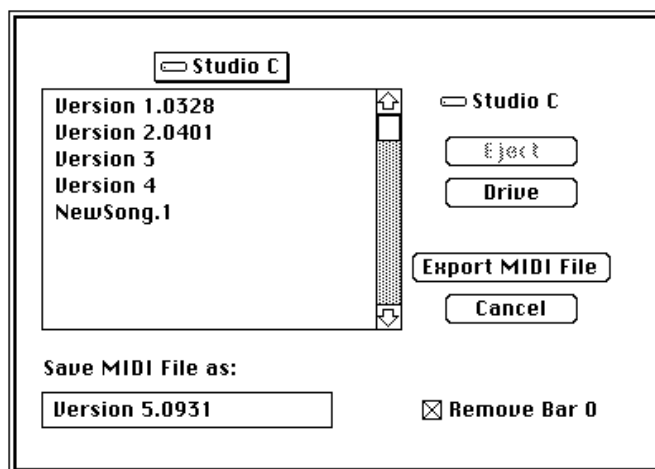 Studio C
Version 1.0328
Version 2.0401
Version 3
Version 4
NewSong.1
Studio C
Eject
Drive
Export MIDI File
Cancel
Save MIDI File as:
Version 5.0931
Remove Bar 0